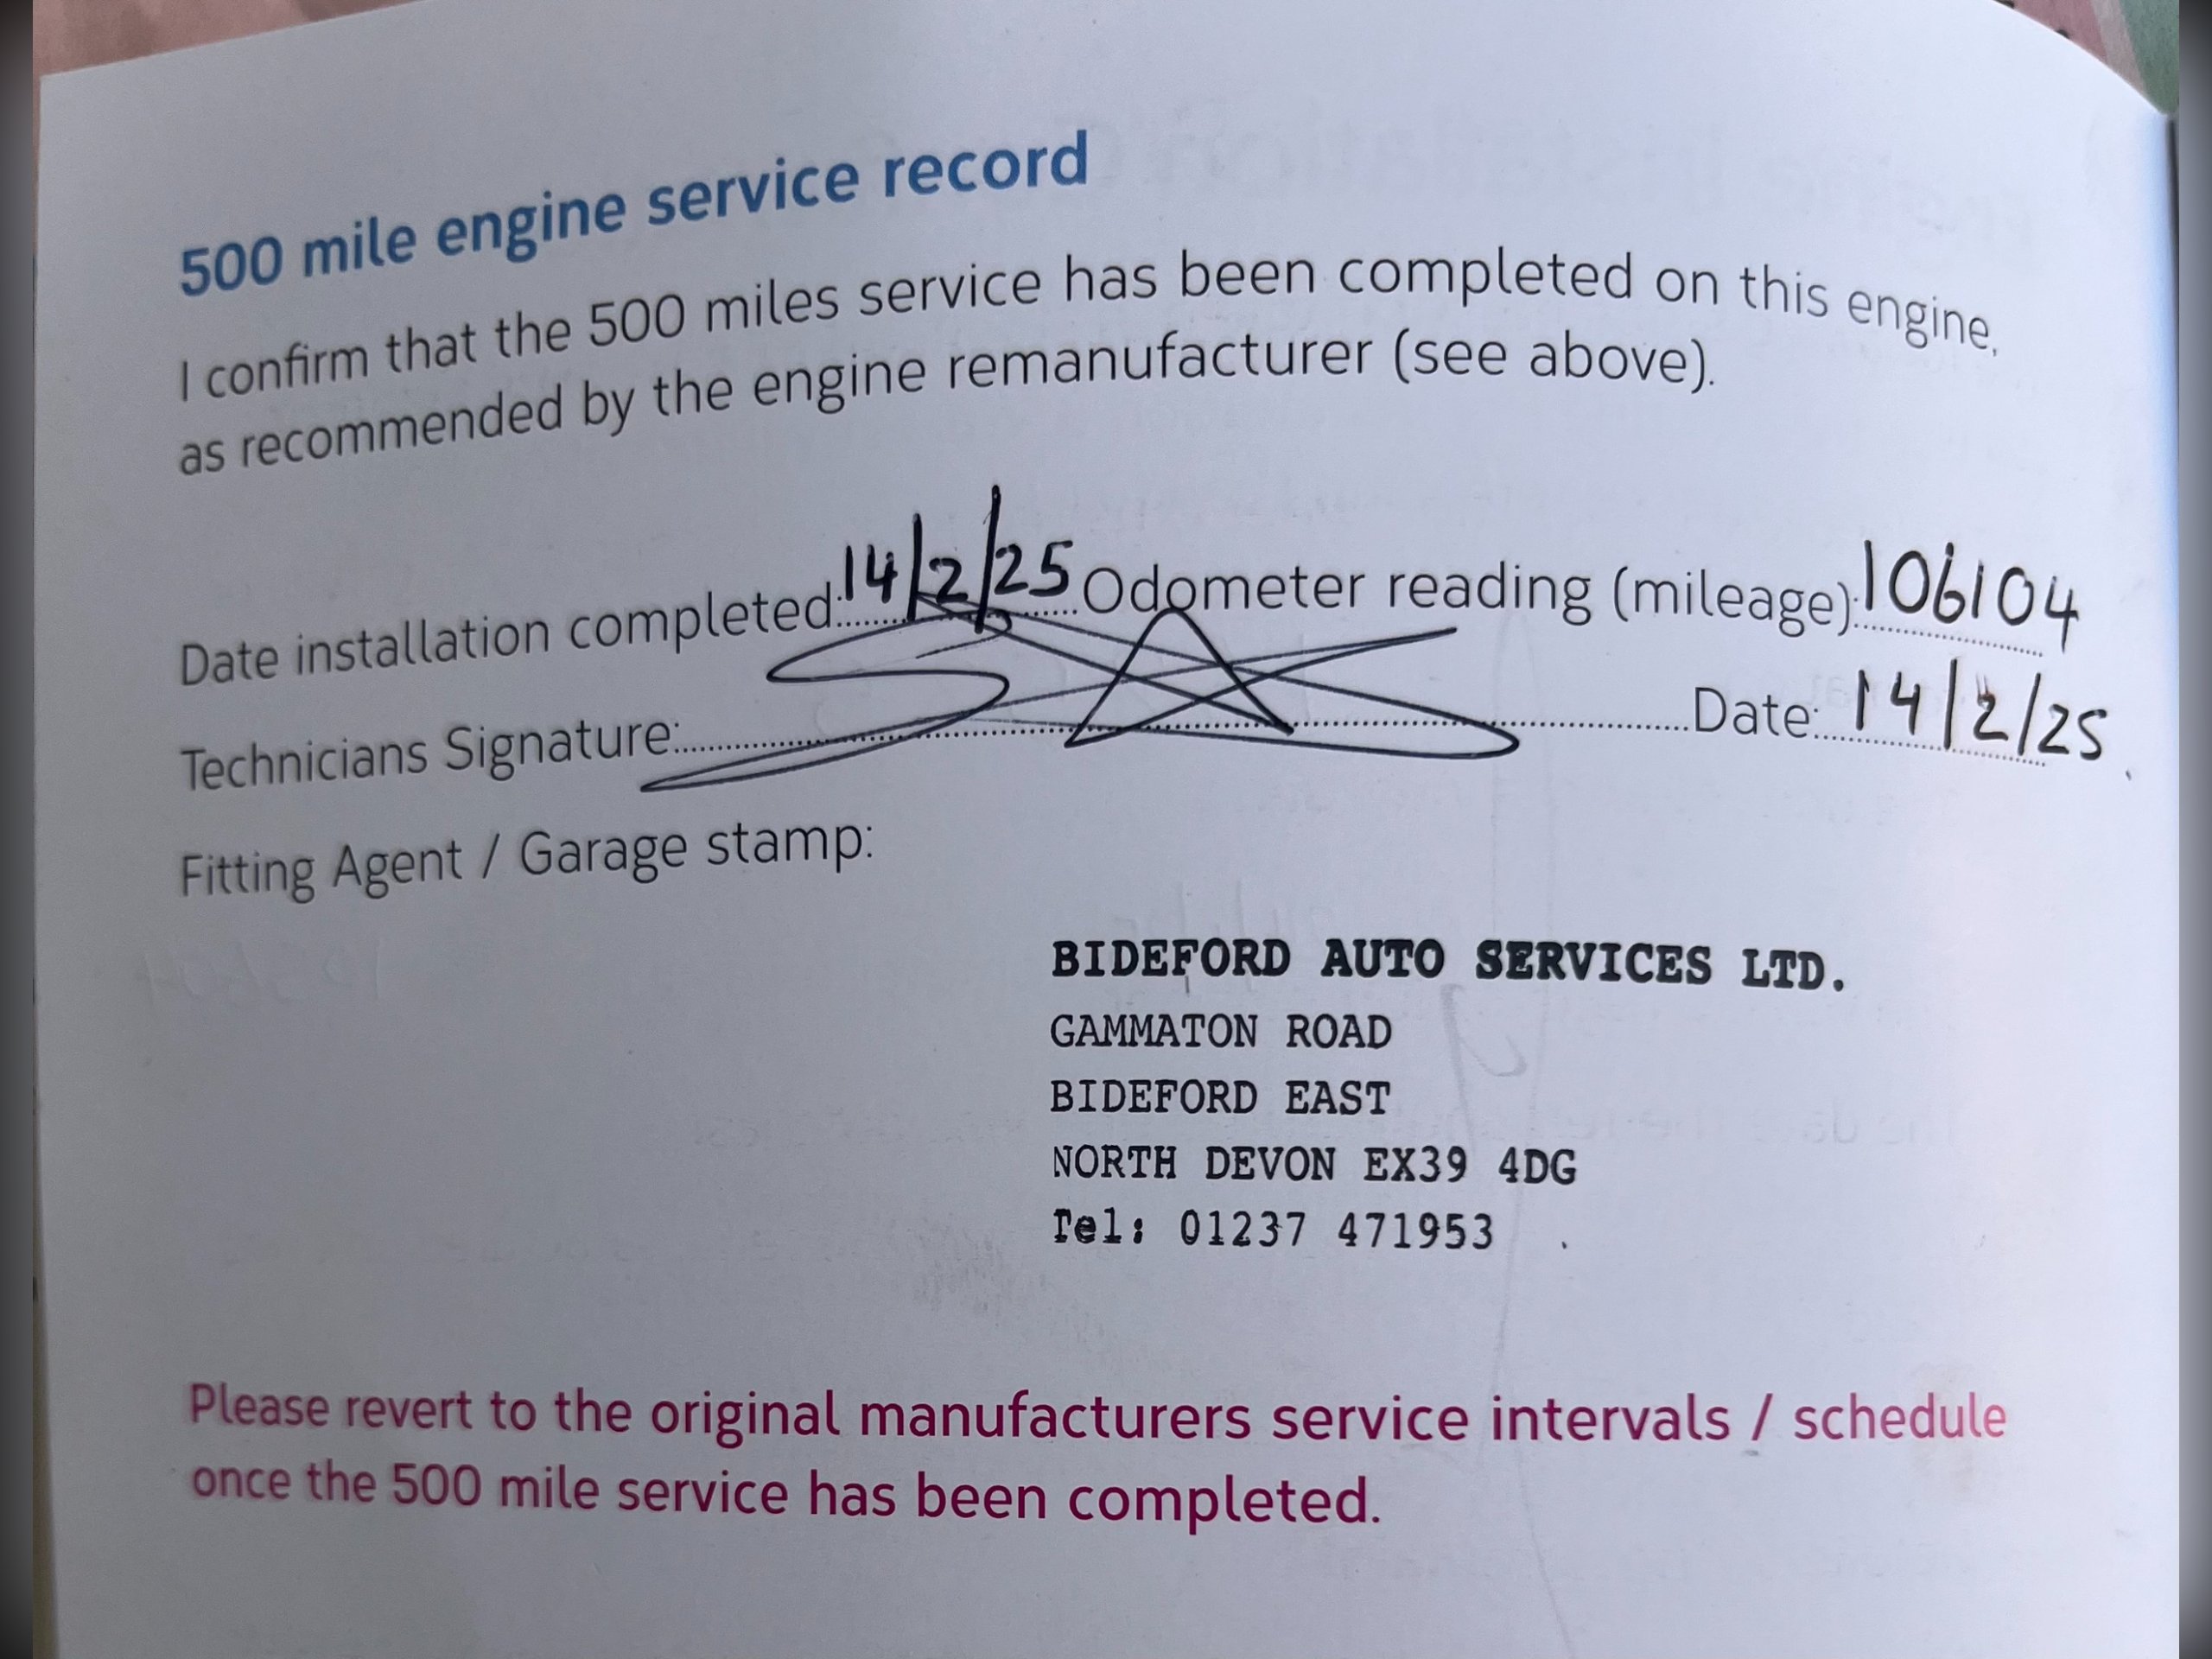 500 mile engine service record
I confirm that the 500 miles service has been completed on this engine,
as recommended by the engine remanufacturer (see above).
Date installation completed: 14/2/25 Odometer reading (mileage): 106104
Technicians Signature: Date: 14/2/25
Fitting Agent / Garage stamp:
BIDEFORD AUTO SERVICES LTD.
GAMMATON ROAD
BIDEFORD EAST
NORTH DEVON EX39 4DG
Tel: 01237 471953
Please revert to the original manufacturers service intervals / schedule
once the 500 mile service has been completed.